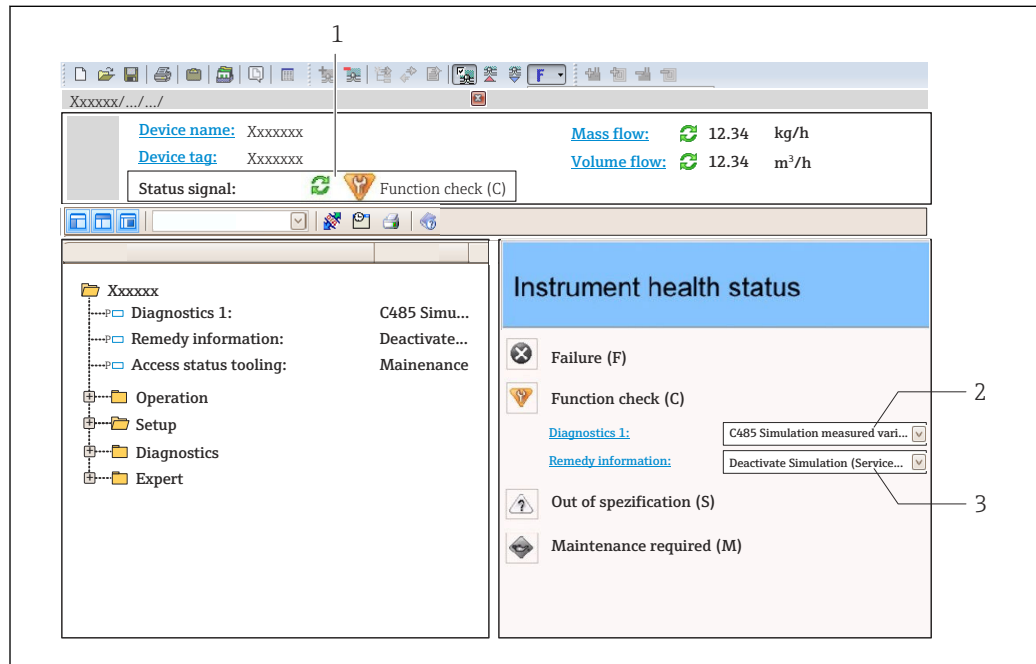 1
F
Xxxxxx/.../.../
Device name: Xxxxxxx Mass flow: 12.34 kg/h
Device tag: Xxxxxxx Volume flow: 12.34 m³/h
Status signal: Function check (C)
Xxxxxx
Diagnostics 1: C485 Simu...
Remedy information: Deactivate...
Access status tooling: Mainenance
Operation
Setup
Diagnostics
Expert
Instrument health status
Failure (F)
Function check (C)
2
Diagnostics 1: C485 Simulation measured vari...
Remedy information: Deactivate Simulation (Service...
Out of spezification (S)
3
Maintenance required (M)